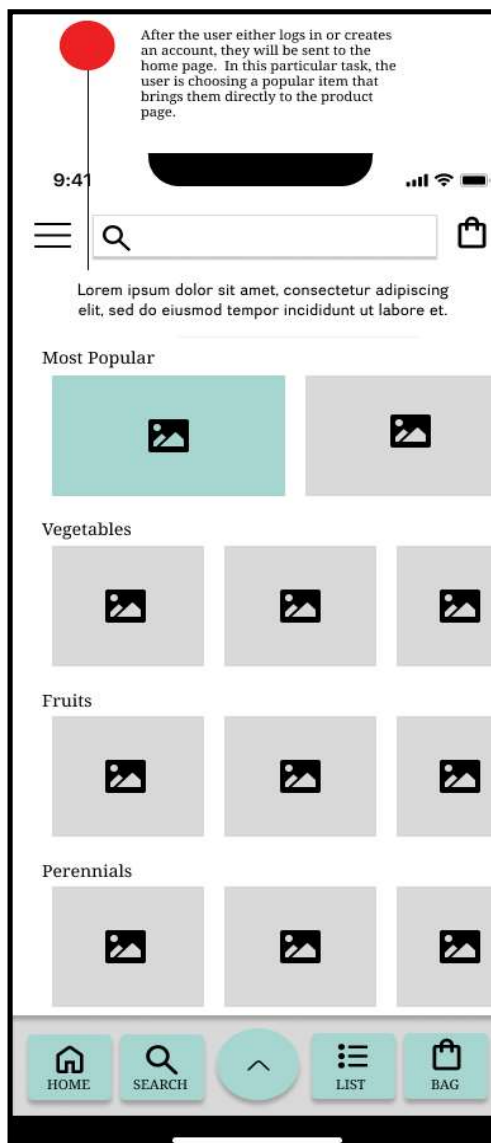 After the user either logs in or creates
an account, they will be sent to the
home page. In this particular task, the
user is choosing a popular item that
brings them directly to the product
page.
9:41
Lorem ipsum dolor sit amet, consectetur adipiscing
elit, sed do eiusmod tempor incididunt ut labore et.
Most Popular
Vegetables
Fruits
Perennials
HOME
SEARCH
LIST
BAG